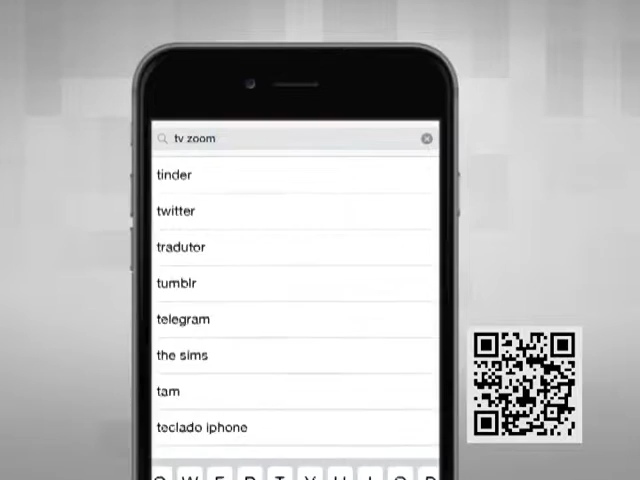 tv zoom
tinder
twitter
tradutor
tumblr
telegram
the sims
tam
teclado iphone